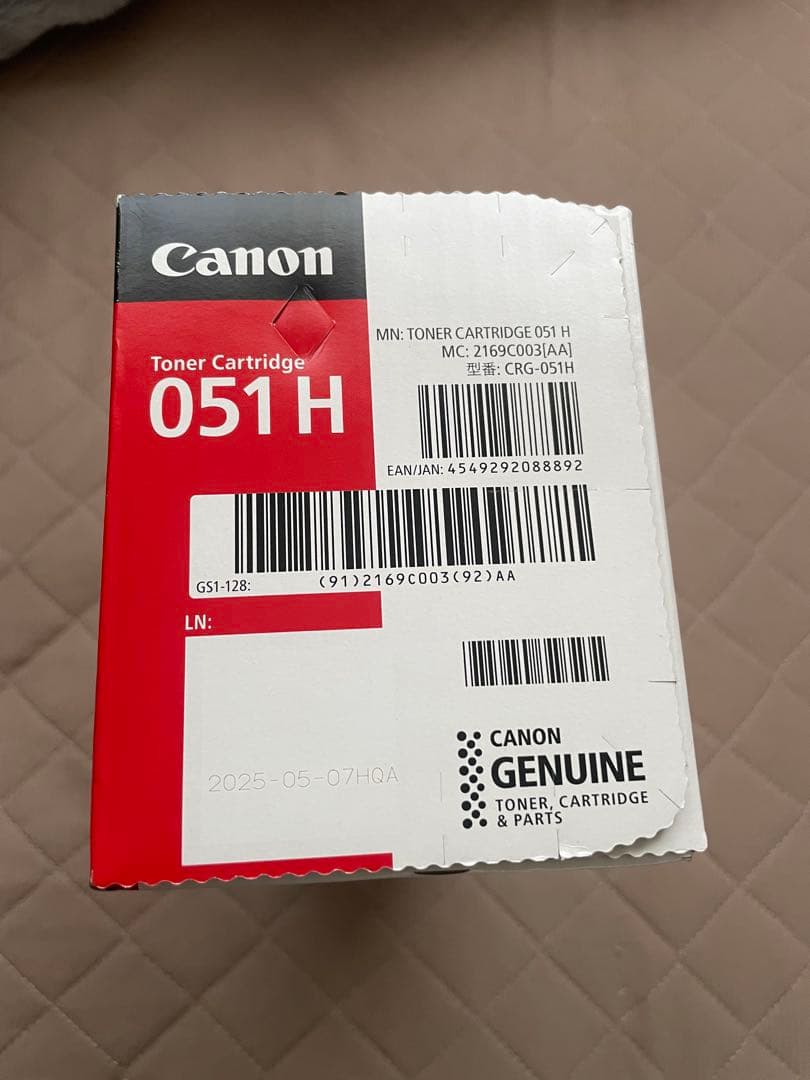 Canon
Toner Cartridge
051 H
MN: TONER CARTRIDGE 051 H
MC: 2169C003[AA]
型番: CRG-051H
EAN/JAN: 4549292088892
GS1-128:
(91)2169C003(92)AA
LN:
2025-05-07HQA
CANON
GENUINE
TONER, CARTRIDGE
& PARTS